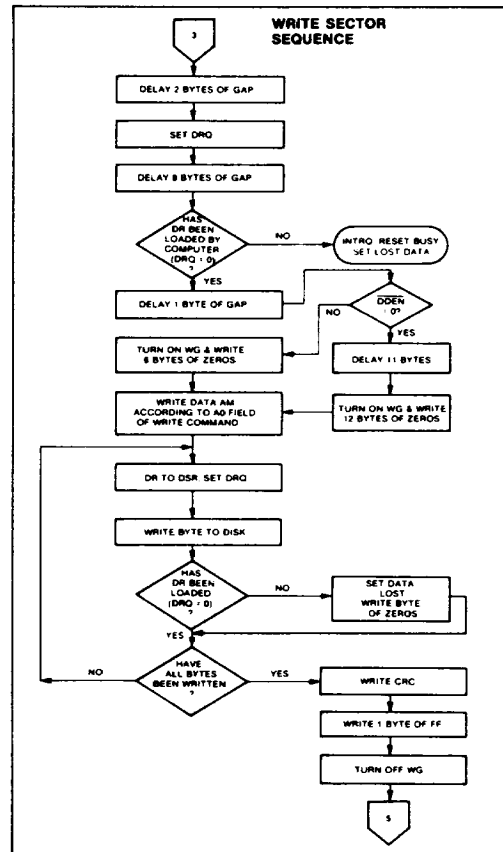 WRITE SECTOR
SEQUENCE
3
DELAY 2 BYTES OF GAP
SET DRQ
DELAY 8 BYTES OF GAP
HAS
DR BEEN
LOADED BY
COMPUTER
(DRQ = 0)
?
NO
INTRQ RESET BUSY
SET LOST DATA
YES
DELAY 1 BYTE OF GAP
DDEN
= 0?
NO
YES
TURN ON WG & WRITE
6 BYTES OF ZEROS
DELAY 11 BYTES
WRITE DATA AM
ACCORDING TO A0 FIELD
OF WRITE COMMAND
TURN ON WG & WRITE
12 BYTES OF ZEROS
DR TO DSR SET DRQ
WRITE BYTE TO DISK
HAS
DR BEEN
LOADED
(DRQ = 0)
?
NO
SET DATA
LOST
WRITE BYTE
OF ZEROS
YES
HAVE
ALL BYTES
BEEN WRITTEN
?
NO
YES
WRITE CRC
WRITE 1 BYTE OF FF
TURN OFF WG
5